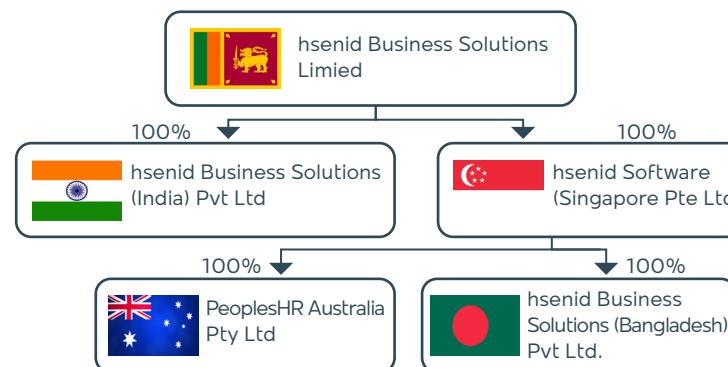 hsenid Business Solutions
Limied
100%
100%
hsenid Business Solutions
(India) Pvt Ltd
hsenid Software
(Singapore Pte Ltd
100%
100%
PeoplesHR Australia
Pty Ltd
hsenid Business
Solutions (Bangladesh)
Pvt Ltd.